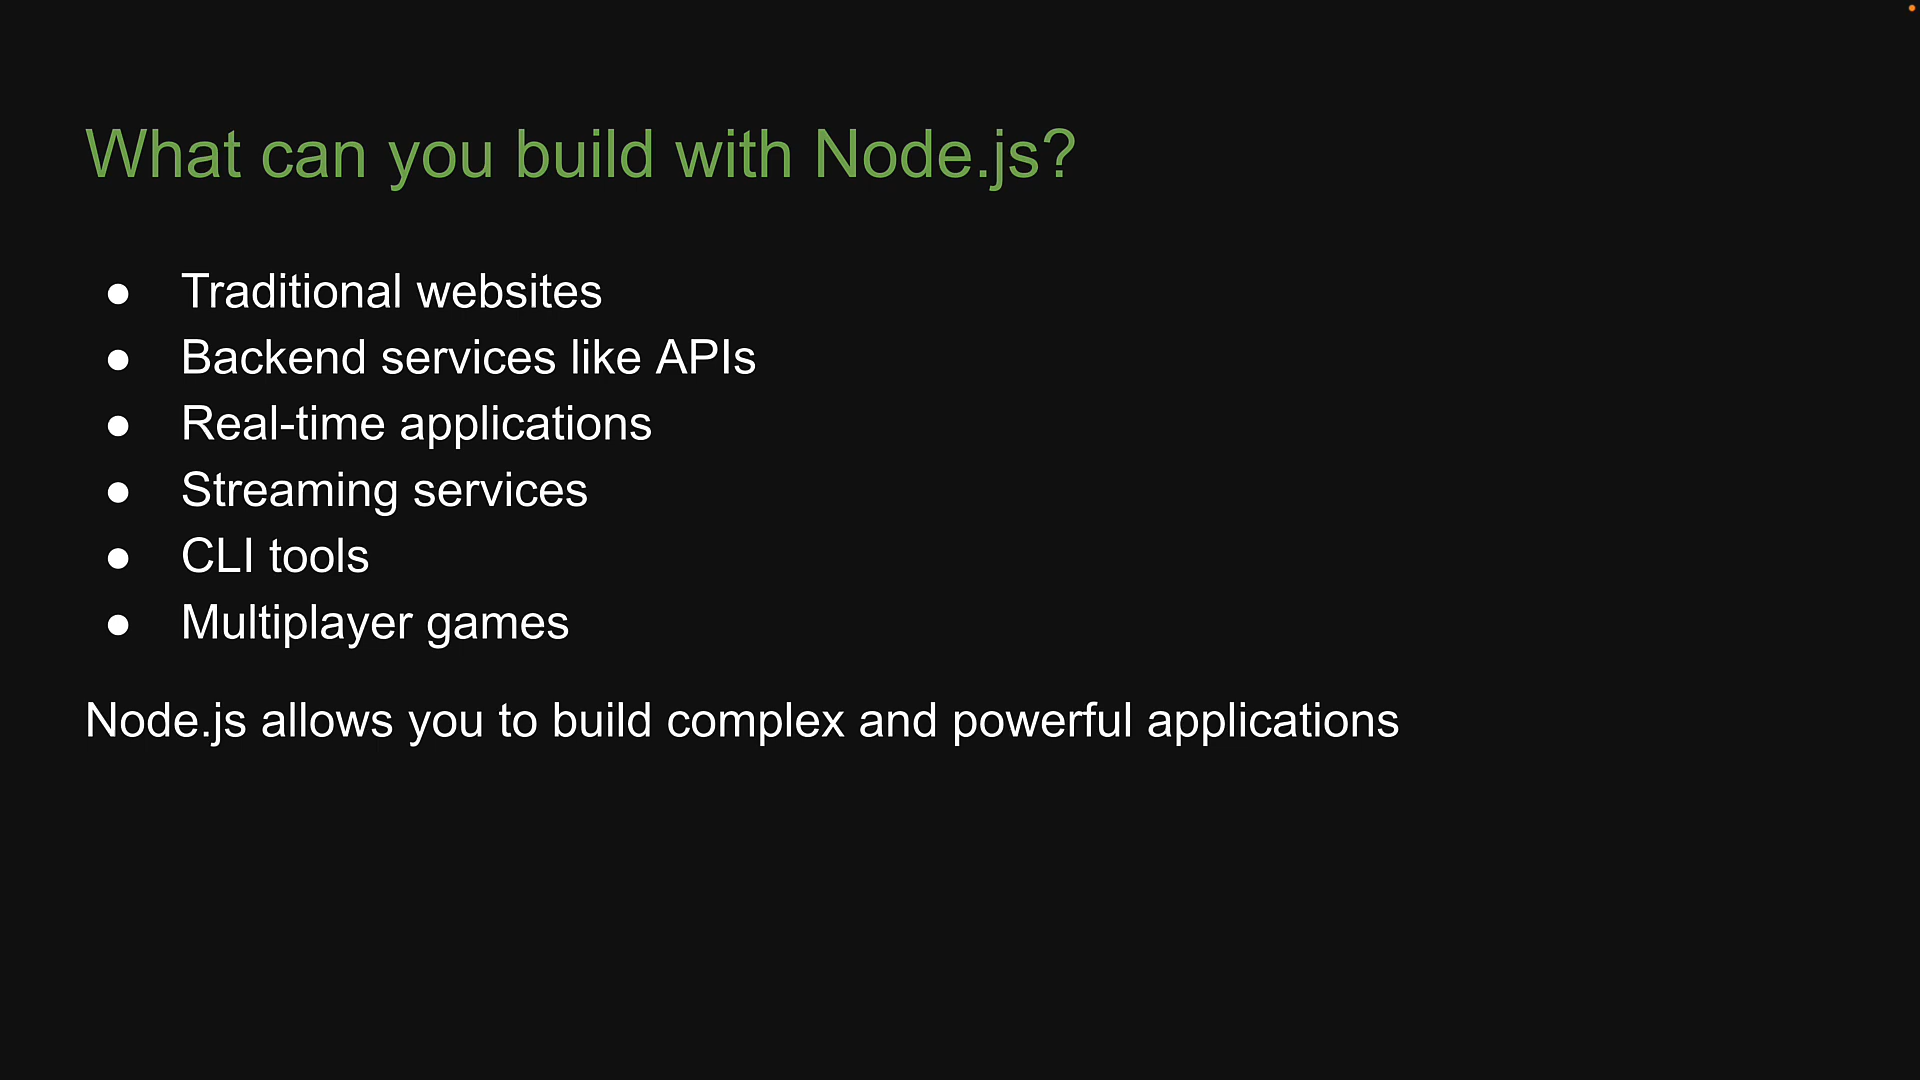 What can you build with Node.js?
● Traditional websites
● Backend services like APIs
● Real-time applications
● Streaming services
● CLI tools
● Multiplayer games
Node.js allows you to build complex and powerful applications